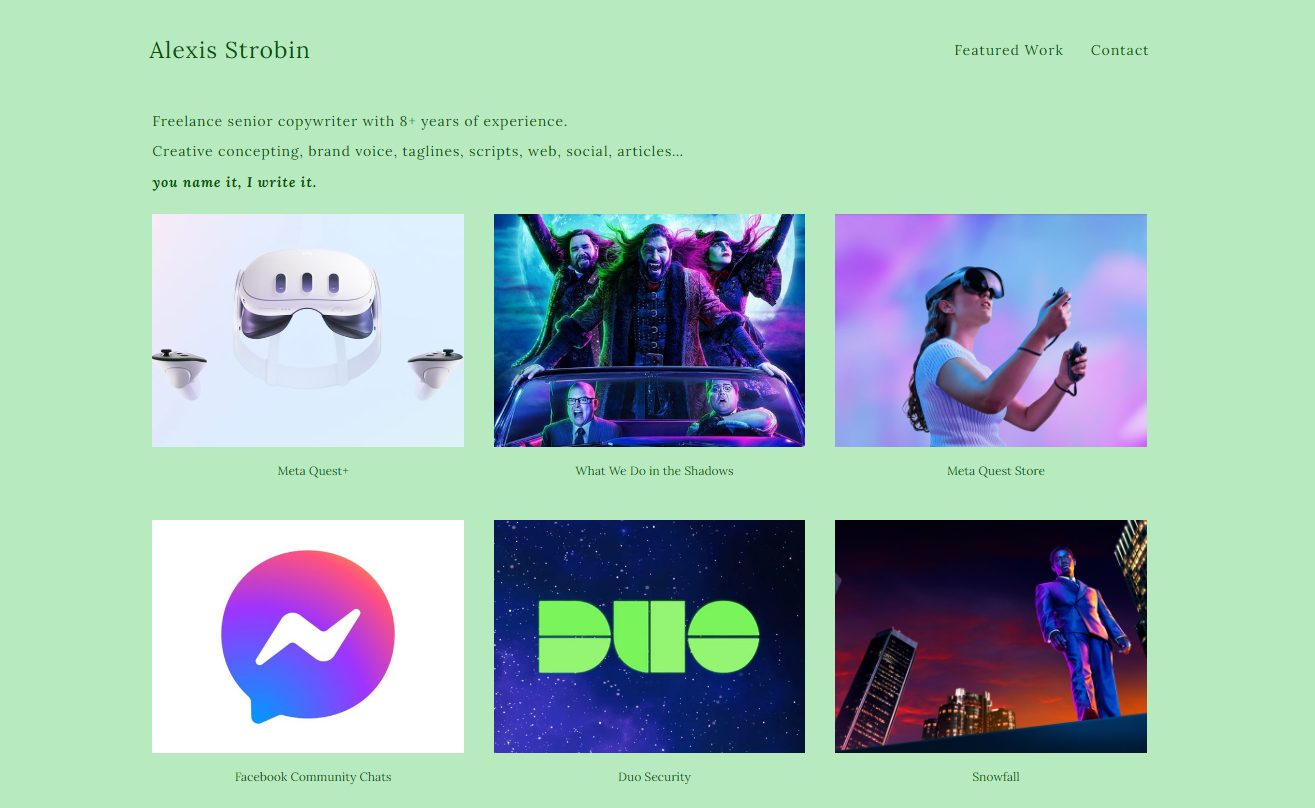 Alexis Strobin
Featured Work
Contact
Freelance senior copywriter with 8+ years of experience.
Creative concepting, brand voice, taglines, scripts, web, social, articles...
you name it, I write it.
Meta Quest+
What We Do in the Shadows
Meta Quest Store
DUO
Facebook Community Chats
Duo Security
Snowfall